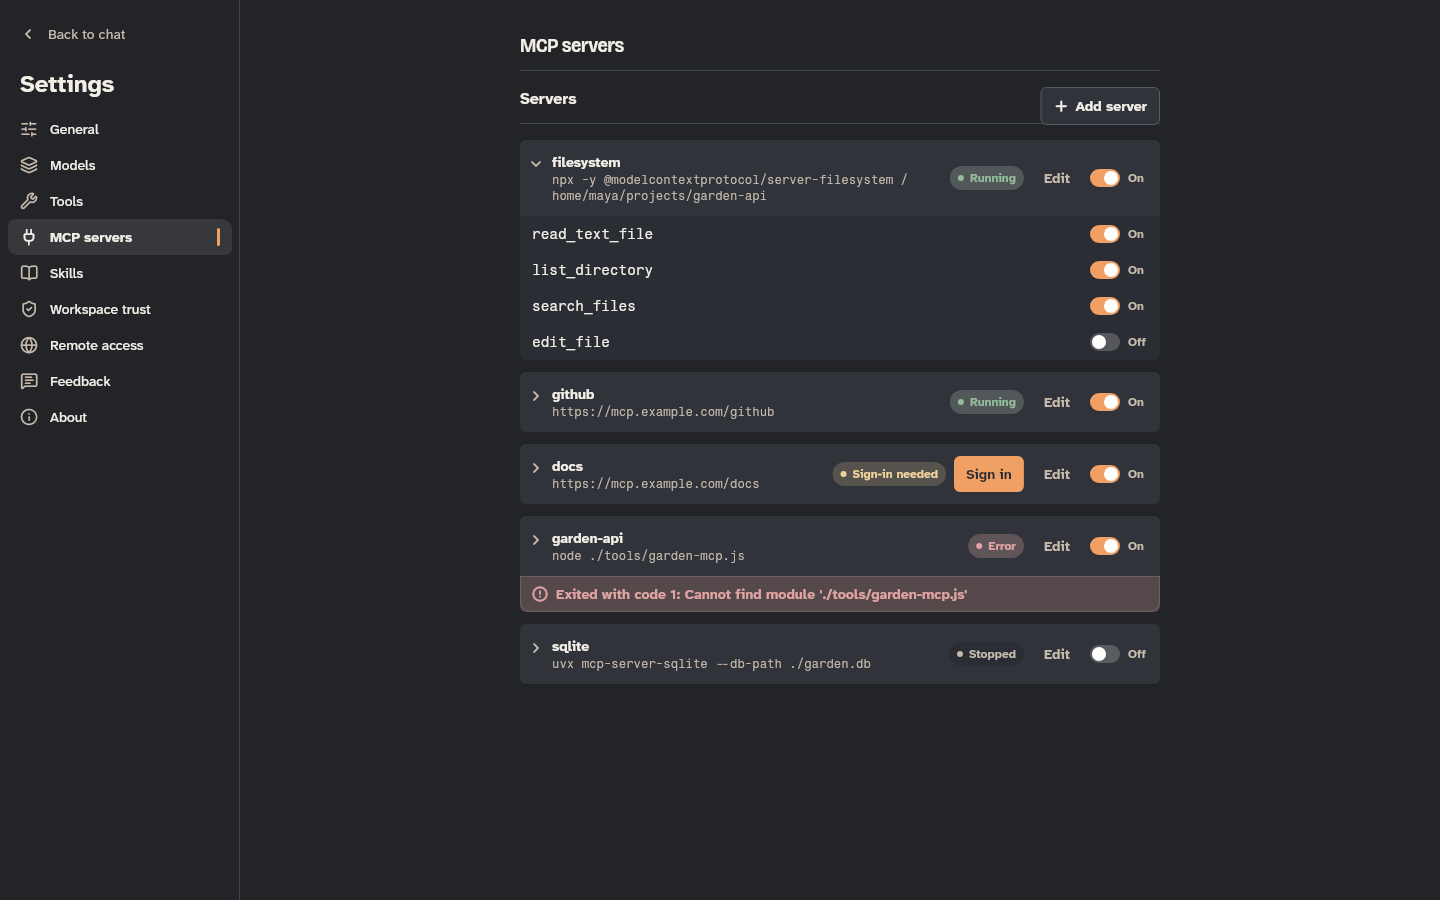 Back to chat
Settings
General
Models
Tools
MCP servers
Skills
Workspace trust
Remote access
Feedback
About
MCP servers
Servers
Add server
filesystem
npx -y @modelcontextprotocol/server-filesystem /
home/maya/projects/garden-api
Running
Edit
On
read_text_file
On
list_directory
On
search_files
On
edit_file
Off
github
https://mcp.example.com/github
Running
Edit
On
docs
https://mcp.example.com/docs
Sign-in needed
Sign in
Edit
On
garden-api
node ./tools/garden-mcp.js
Error
Edit
On
Exited with code 1: Cannot find module './tools/garden-mcp.js'
sqlite
uvx mcp-server-sqlite --db-path ./garden.db
Stopped
Edit
Off